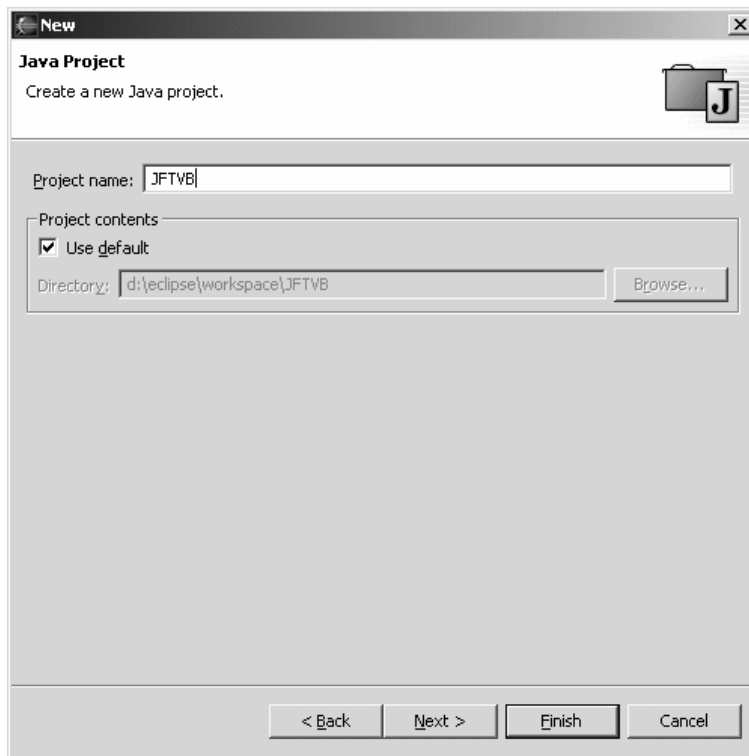 New
Java Project
Create a new Java project.
J
Project name: JFTVB
Project contents
Use default
Directory: d:\eclipse\workspace\JFTVB Browse...
< Back Next > Finish Cancel